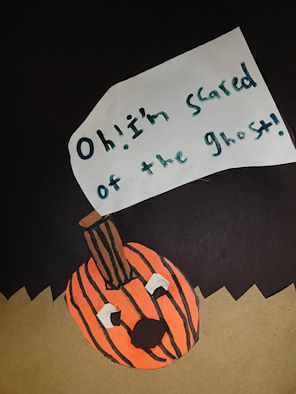 Oh! I'm scared
of the ghost!